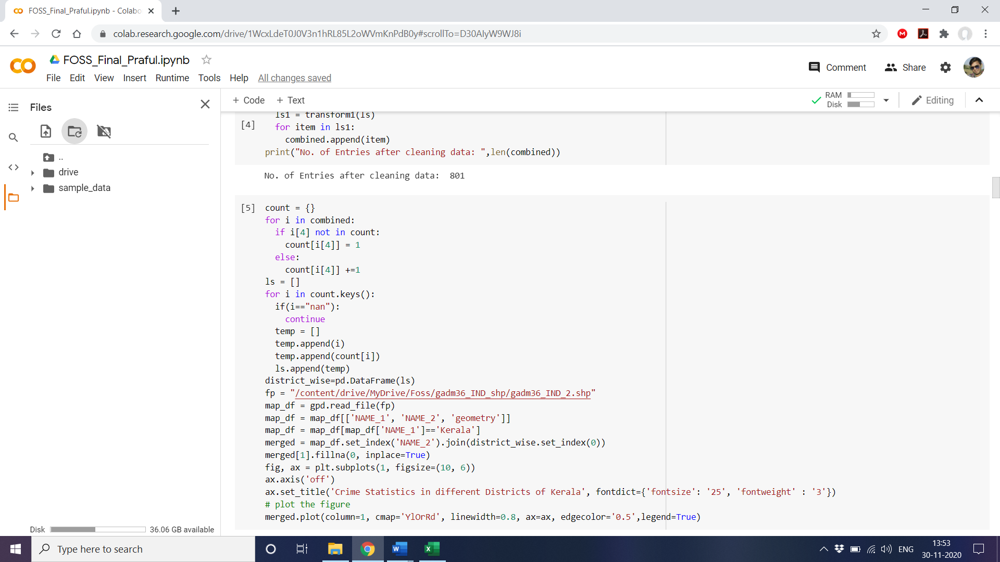 FOSS_Final_Praful.ipynb - Colabo
colab.research.google.com/drive/1WcxLdeT0J0V3n1hRL85L2oWVmKnPdB0y#scrollTo=D30AIyW9WJ8i
FOSS_Final_Praful.ipynb
Comment
Share
File Edit View Insert Runtime Tools Help All changes saved
Files
+ Code + Text
RAM
Disk
Editing
..
drive
sample_data
ls1 = transform1(ls)
[4]
for item in ls1:
combined.append(item)
print("No. of Entries after cleaning data: ",len(combined))
No. of Entries after cleaning data:  801
[5] count = {}
for i in combined:
if i[4] not in count:
count[i[4]] = 1
else:
count[i[4]] +=1
ls = []
for i in count.keys():
if(i=="nan"):
continue
temp = []
temp.append(i)
temp.append(count[i])
ls.append(temp)
district_wise=pd.DataFrame(ls)
fp = "/content/drive/MyDrive/Foss/gadm36_IND_shp/gadm36_IND_2.shp"
map_df = gpd.read_file(fp)
map_df = map_df[['NAME_1', 'NAME_2', 'geometry']]
map_df = map_df[map_df['NAME_1']=='Kerala']
merged = map_df.set_index('NAME_2').join(district_wise.set_index(0))
merged[1].fillna(0, inplace=True)
fig, ax = plt.subplots(1, figsize=(10, 6))
ax.axis('off')
ax.set_title('Crime Statistics in different Districts of Kerala', fontdict={'fontsize': '25', 'fontweight' : '3'})
# plot the figure
merged.plot(column=1, cmap='YlOrRd', linewidth=0.8, ax=ax, edgecolor='0.5',legend=True)
Disk 36.06 GB available
Type here to search
ENG
13:53
30-11-2020